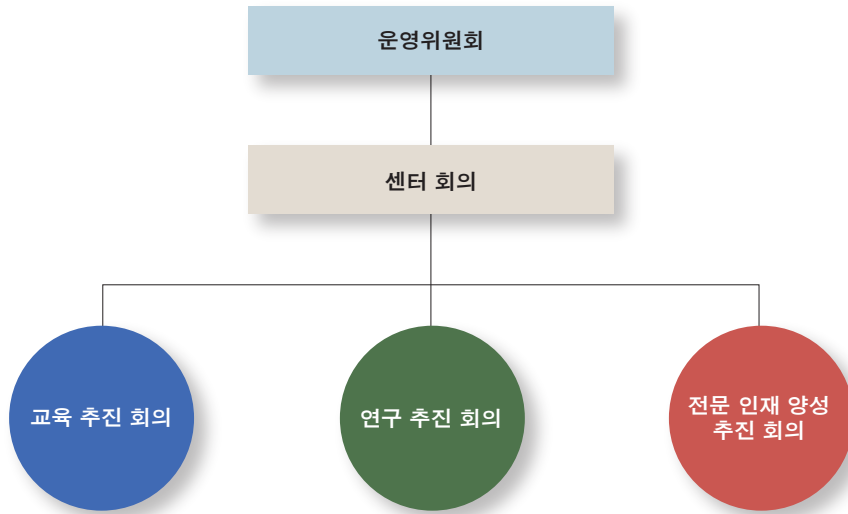 운영위원회
센터 회의
교육 추진 회의
연구 추진 회의
전문 인재 양성
추진 회의